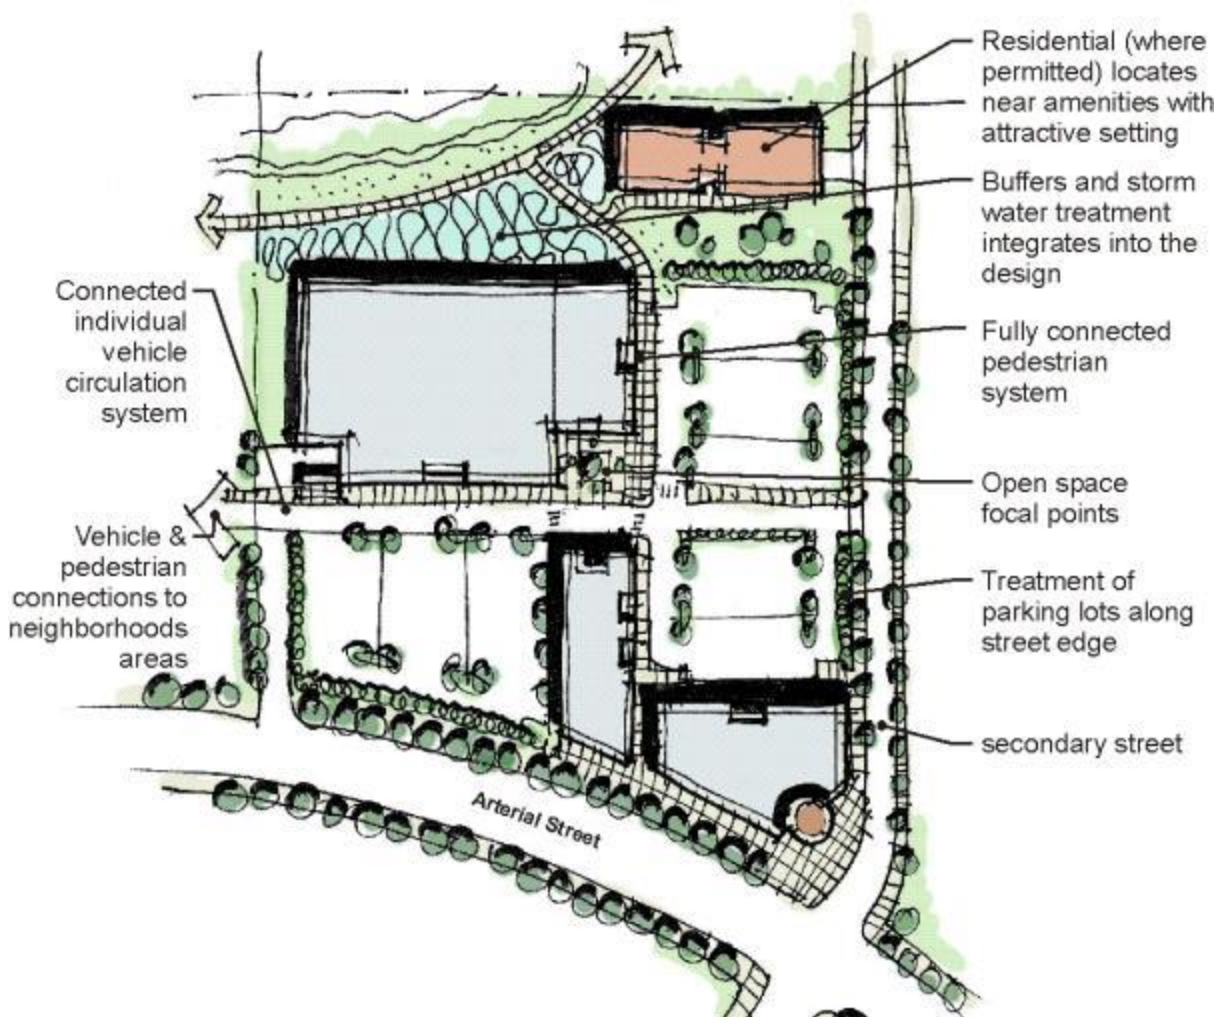 Residential (where
permitted) locates
near amenities with
attractive setting
Buffers and storm
water treatment
integrates into the
design
Connected
individual
vehicle
circulation
system
Fully connected
pedestrian
system
Open space
focal points
Vehicle &
pedestrian
connections to
neighborhoods
areas
Treatment of
parking lots along
street edge
secondary street
Arterial Street